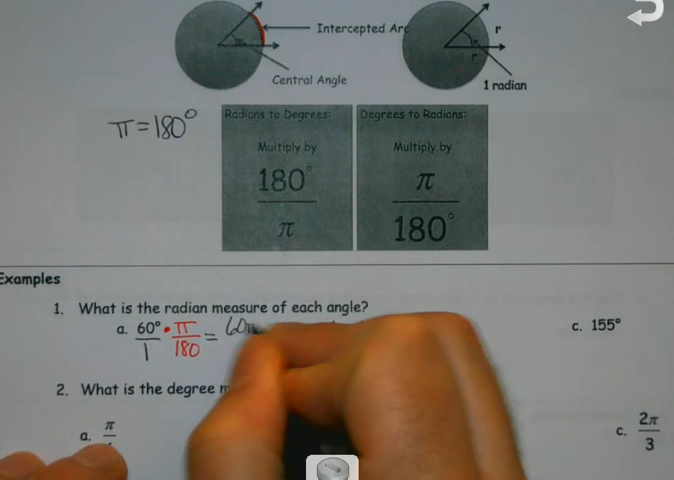 Intercepted Arc
r
r
Central Angle
1 radian
π = 180°
Radians to Degrees:
Multiply by
180°
π
Degrees to Radians:
Multiply by
π
180°
Examples
1. What is the radian measure of each angle?
a. 60°/1 • π/180 = 60π
c. 155°
2. What is the degree
a. π
c. 2π/3